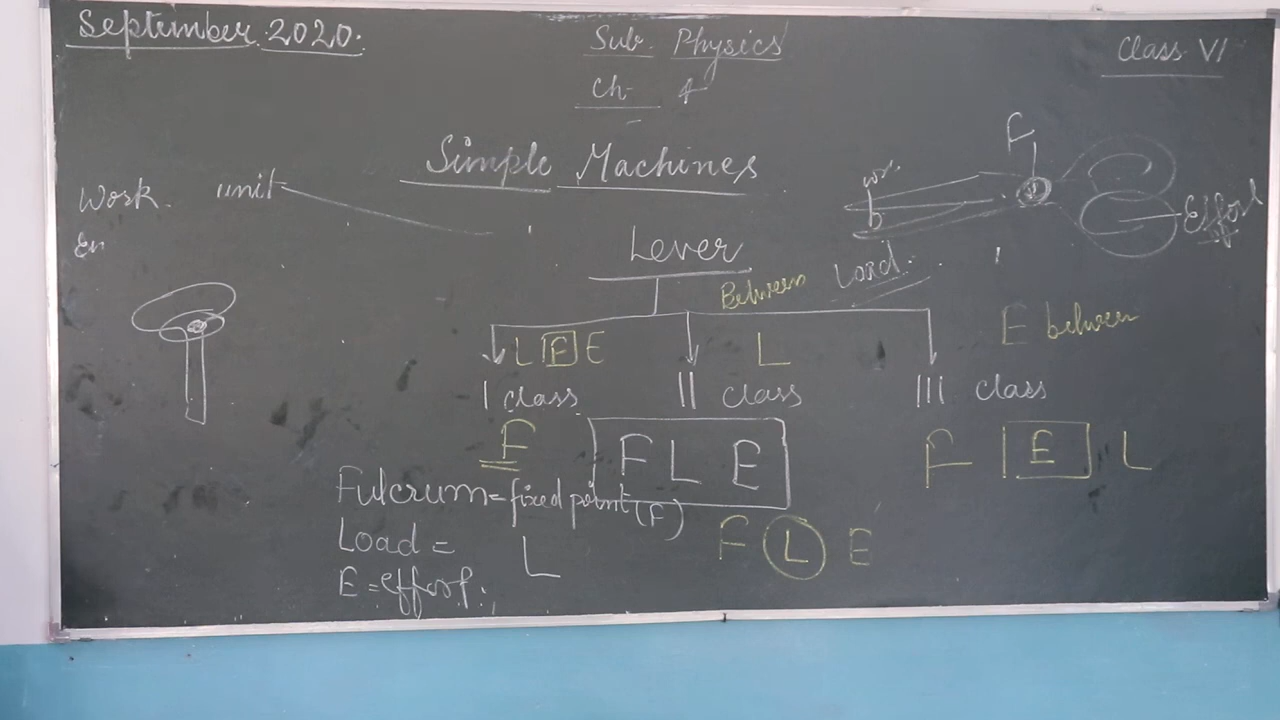 September 2020.
Sub. Physics
Class VI
Ch. 4
Simple Machines
Work. unit
En
F
Effort
Load.
Lever
Between
L F E
L
E between
I class
II class
III class
F
F L E
F E L
Fulcrum = fixed point (F)
Load = L
F L E
E = effort.